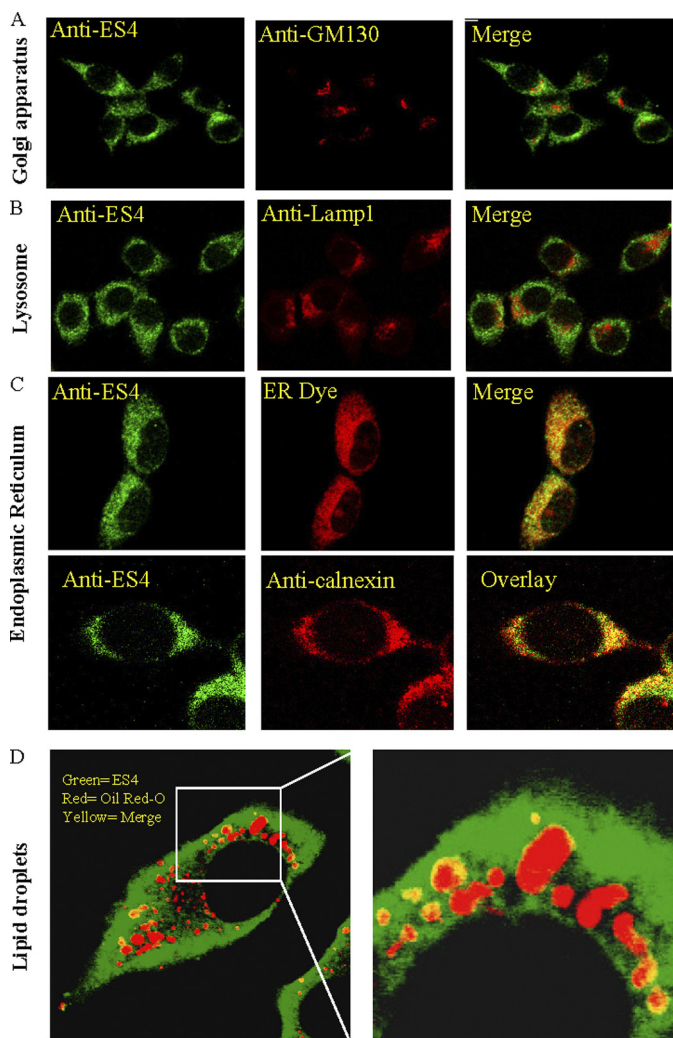 A
Anti-ES4
Anti-GM130
Merge
Golgi apparatus
B
Anti-ES4
Anti-Lamp1
Merge
Lysosome
C
Anti-ES4
ER Dye
Merge
Endoplasmic Reticulum
Anti-ES4
Anti-calnexin
Overlay
D
Green= ES4
Red= Oil Red-O
Yellow= Merge
Lipid droplets